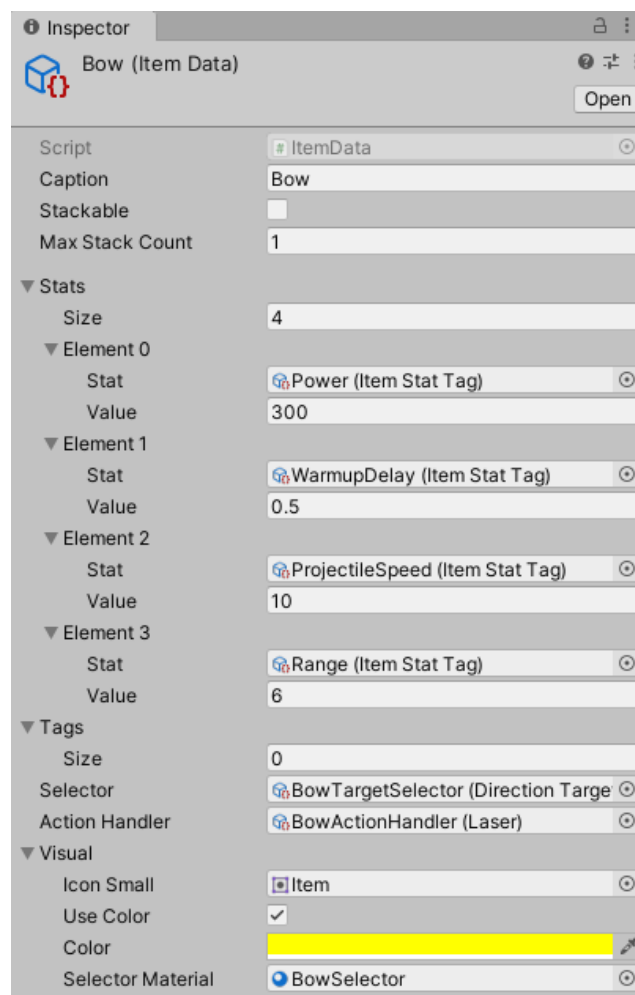 Inspector
Bow (Item Data)
Open
Script # ItemData
Caption Bow
Stackable
Max Stack Count 1
Stats
Size 4
Element 0
Stat Power (Item Stat Tag)
Value 300
Element 1
Stat WarmupDelay (Item Stat Tag)
Value 0.5
Element 2
Stat ProjectileSpeed (Item Stat Tag)
Value 10
Element 3
Stat Range (Item Stat Tag)
Value 6
Tags
Size 0
Selector BowTargetSelector (Direction Targe
Action Handler BowActionHandler (Laser)
Visual
Icon Small Item
Use Color
Color
Selector Material BowSelector